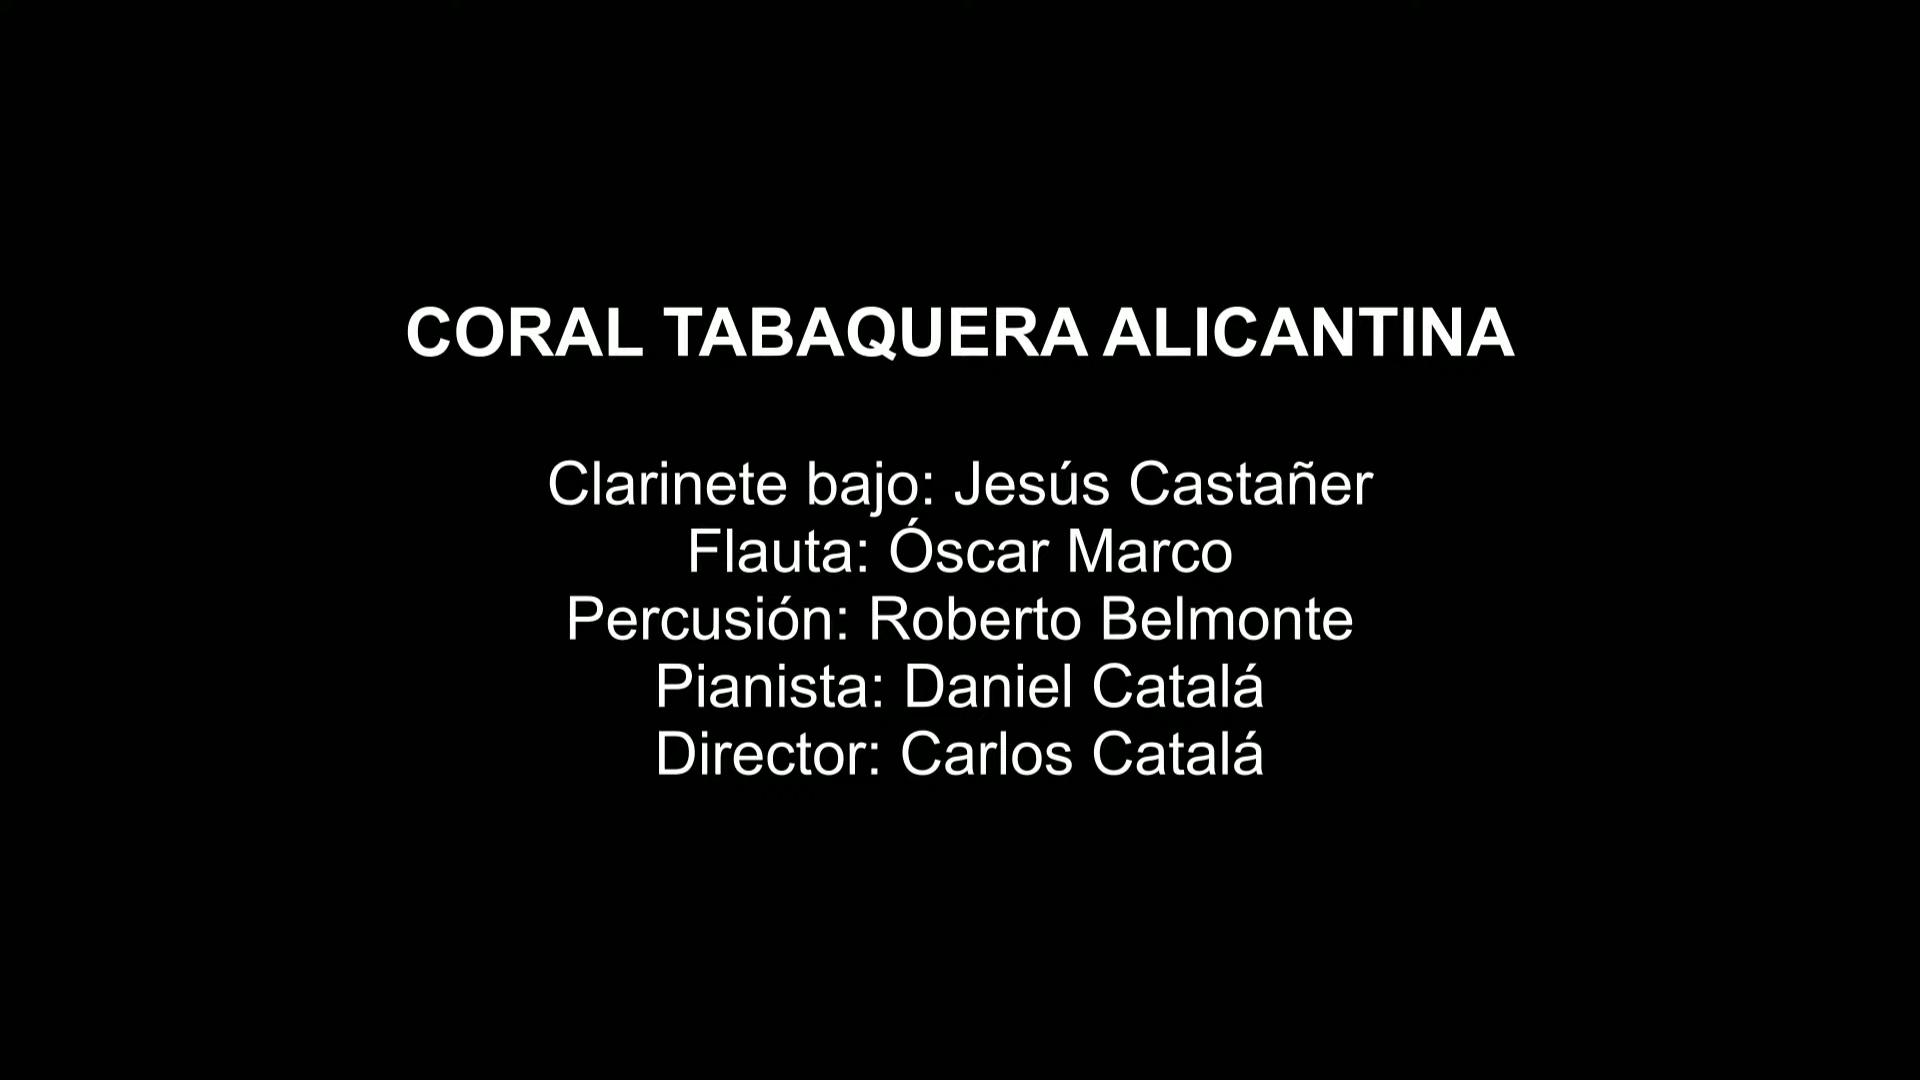 CORAL TABAQUERA ALICANTINA
Clarinete bajo: Jesús Castañer
Flauta: Óscar Marco
Percusión: Roberto Belmonte
Pianista: Daniel Catalá
Director: Carlos Catalá